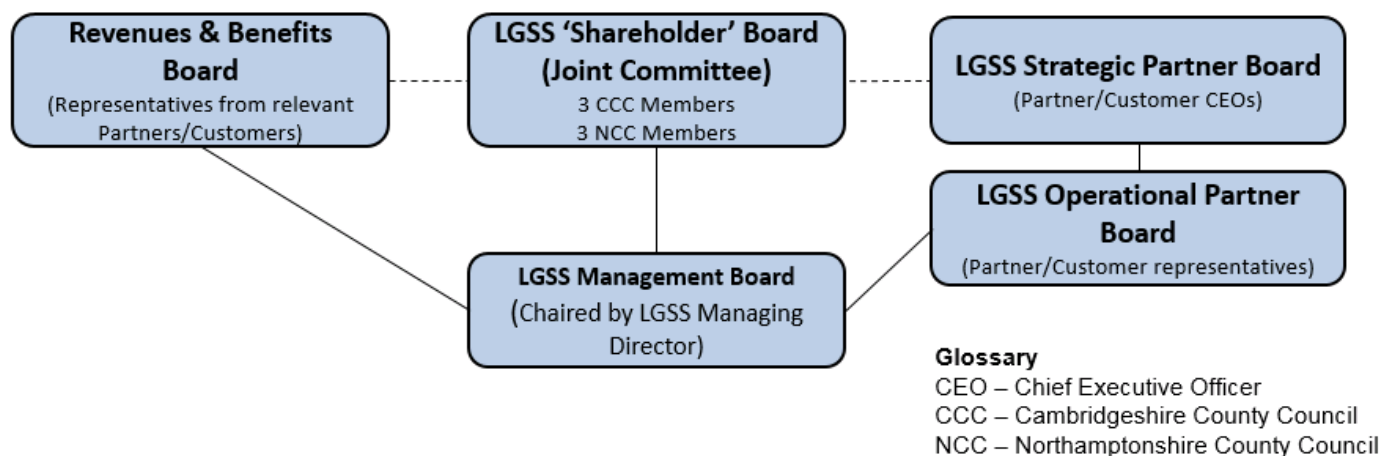 Revenues & Benefits
Board
(Representatives from relevant
Partners/Customers)
LGSS ‘Shareholder’ Board
(Joint Committee)
3 CCC Members
3 NCC Members
LGSS Strategic Partner Board
(Partner/Customer CEOs)
LGSS Operational Partner
Board
(Partner/Customer representatives)
LGSS Management Board
(Chaired by LGSS Managing
Director)
Glossary
CEO – Chief Executive Officer
CCC – Cambridgeshire County Council
NCC – Northamptonshire County Council